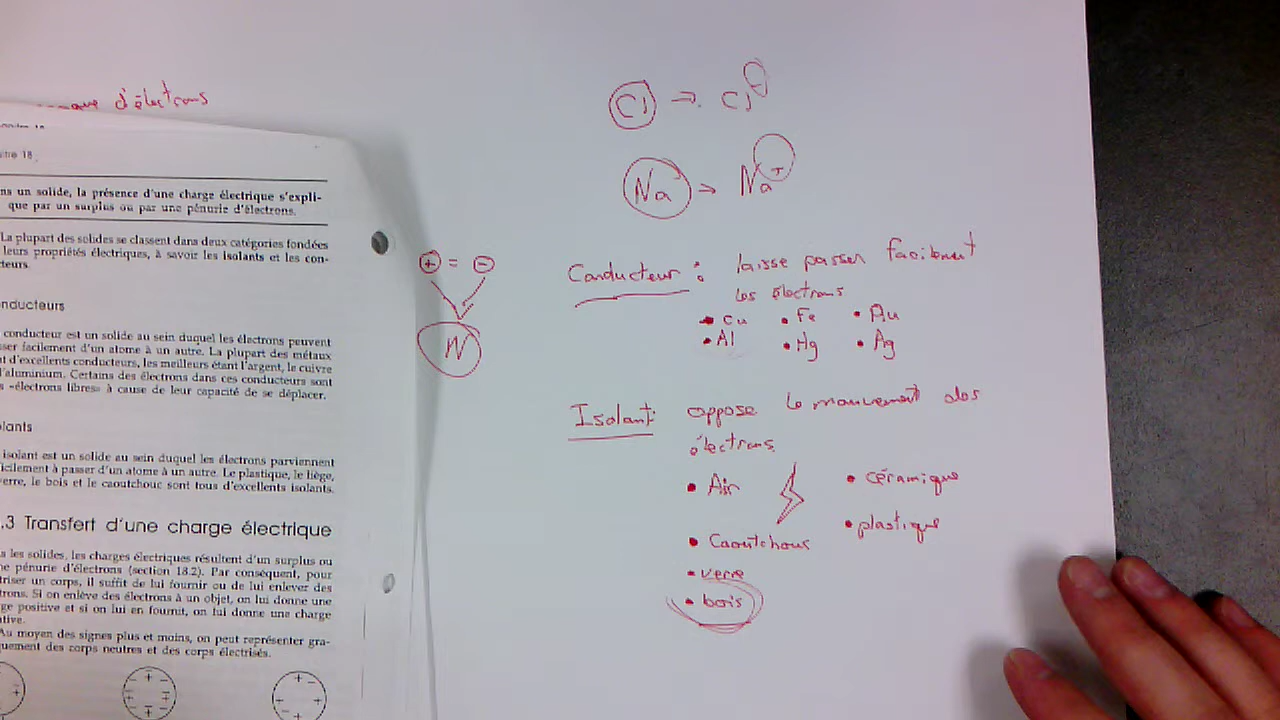 d'électrons
tre 18
ns un solide, la présence d'une charge électrique s'expli-
que par un surplus ou par une pénurie d'électrons.
La plupart des solides se classent dans deux catégories fondées
leurs propriétés électriques, à savoir les isolants et les con-
teurs.
nducteurs
conducteur est un solide au sein duquel les électrons peuvent
ser facilement d'un atome à un autre. La plupart des métaux
t d'excellents conducteurs, les meilleurs étant l'argent, le cuivre
l'aluminium. Certains des électrons dans ces conducteurs sont
s «électrons libres» à cause de leur capacité de se déplacer.
lants
isolant est un solide au sein duquel les électrons parviennent
ficilement à passer d'un atome à un autre. Le plastique, le liège,
verre, le bois et le caoutchouc sont tous d'excellents isolants.
.3 Transfert d'une charge électrique
s les solides, les charges électriques résultent d'un surplus ou
ne pénurie d'électrons (section 18.2). Par conséquent, pour
triser un corps, il suffit de lui fournir ou de lui enlever des
trons. Si on enlève des électrons à un objet, on lui donne une
ge positive et si on lui en fournit, on lui donne une charge
ative.
Au moyen des signes plus et moins, on peut représenter gra-
uement des corps neutres et des corps électrisés.
+ = -
N
Cl ⇒ Cl⁻
Na → Na⁺
Conducteur : laisse passer facilement
les électrons
• Cu • Fe • Au
• Al • Hg • Ag
Isolant: oppose le mouvement des
électrons.
• Air • céramique
• plastique
• Caoutchouc
• verre
• bois